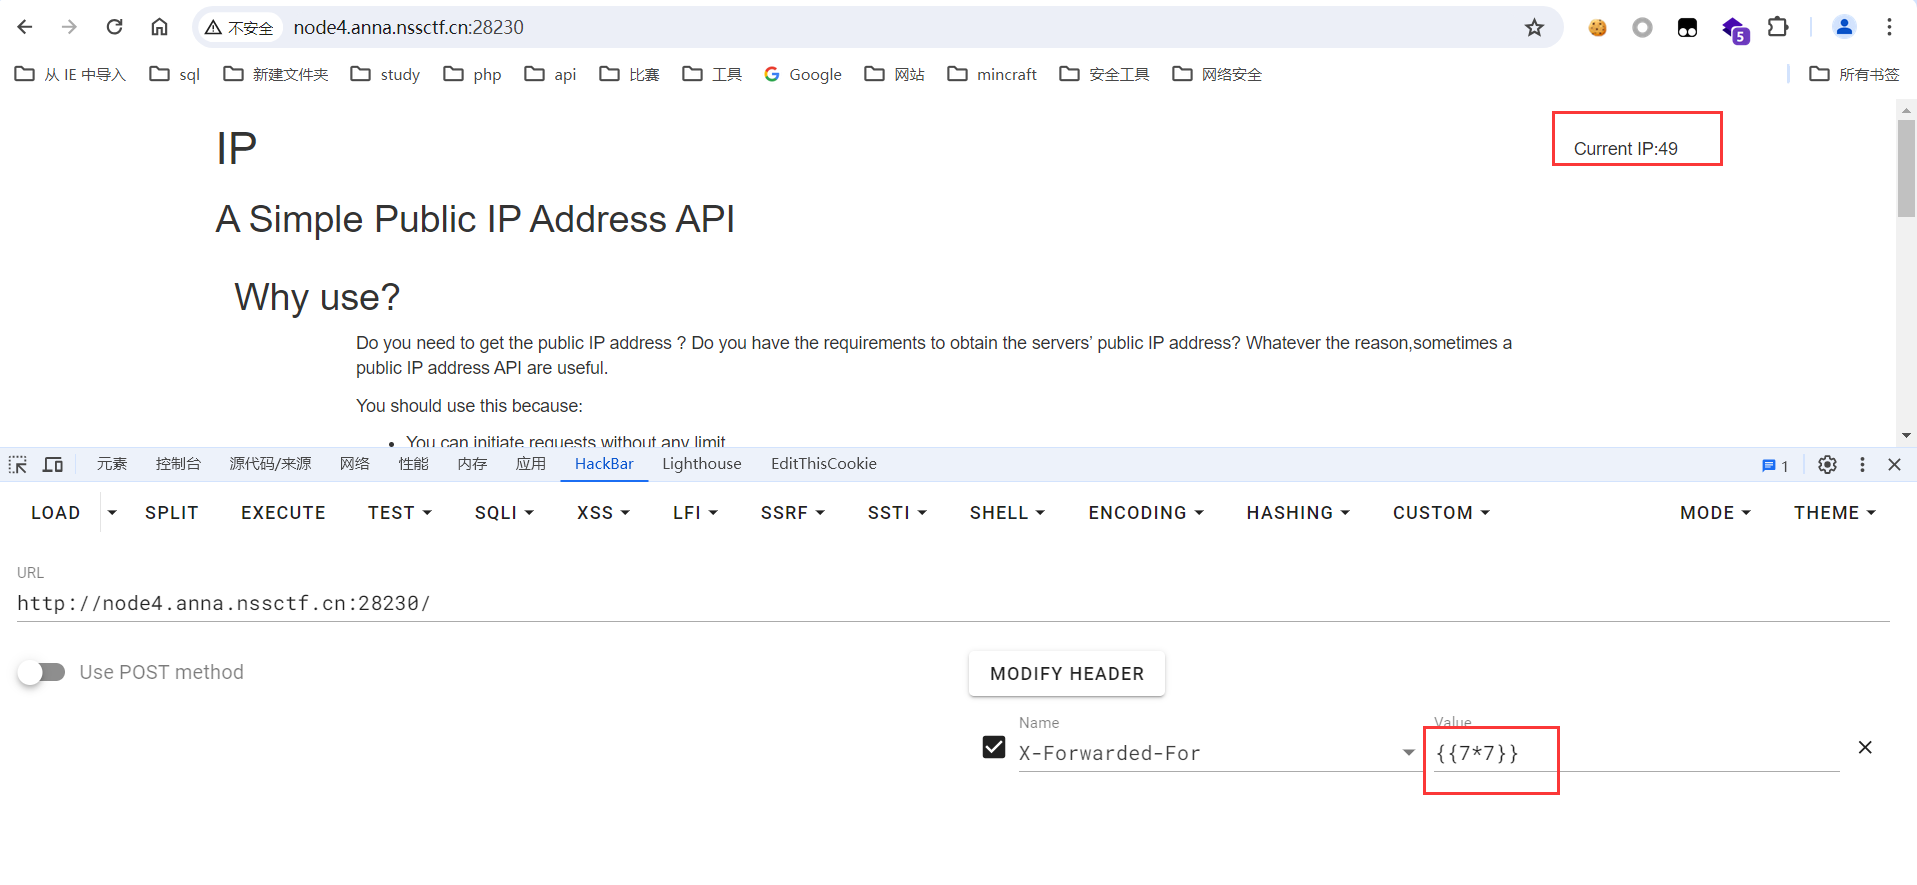 不安全 node4.anna.nssctf.cn:28230 5
从 IE 中导入 sql 新建文件夹 study php api 比赛 工具 Google 网站 mincraft 安全工具 网络安全 所有书签
IP
Current IP:49
A Simple Public IP Address API
Why use?
Do you need to get the public IP address ? Do you have the requirements to obtain the servers’ public IP address? Whatever the reason,sometimes a
public IP address API are useful.
You should use this because:
You can initiate requests without any limit
元素 控制台 源代码/来源 网络 性能 内存 应用 HackBar Lighthouse EditThisCookie 1
LOAD SPLIT EXECUTE TEST SQLI XSS LFI SSRF SSTI SHELL ENCODING HASHING CUSTOM MODE THEME
URL
http://node4.anna.nssctf.cn:28230/
Use POST method
MODIFY HEADER
Name Value
X-Forwarded-For {{7*7}}